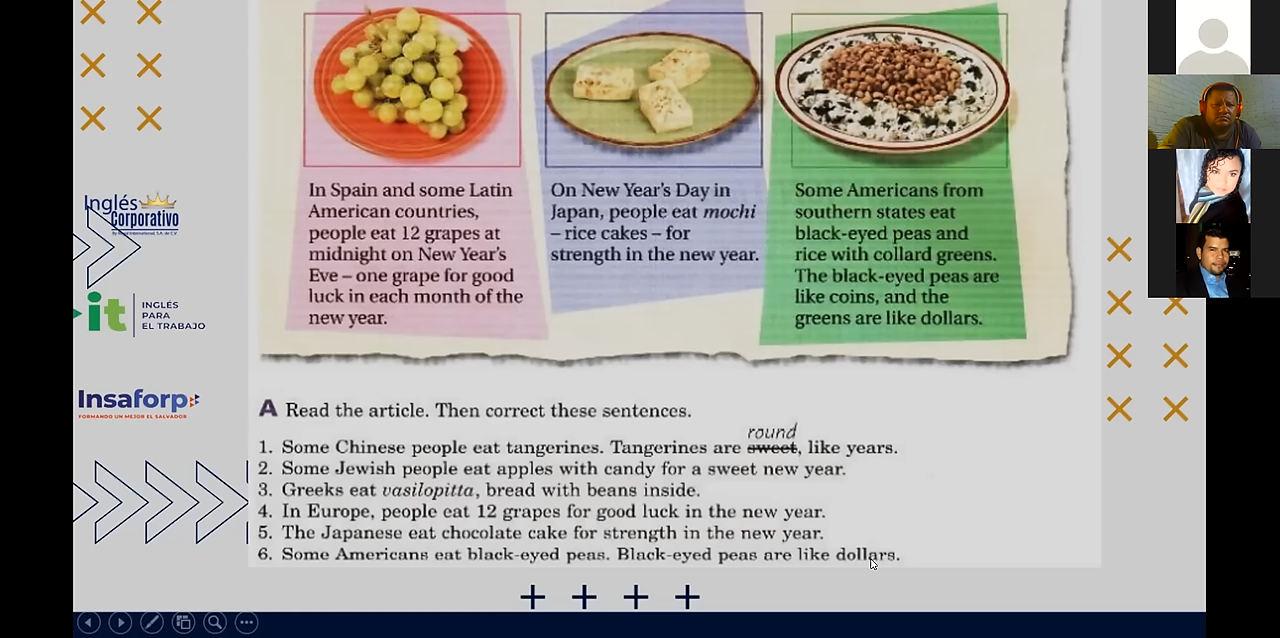 Inglés
Corporativo
it
INGLÉS
PARA
EL TRABAJO
Insaforp
FORMANDO UN MEJOR EL SALVADOR
In Spain and some Latin
American countries,
people eat 12 grapes at
midnight on New Year's
Eve – one grape for good
luck in each month of the
new year.
On New Year's Day in
Japan, people eat mochi
– rice cakes – for
strength in the new year.
Some Americans from
southern states eat
black-eyed peas and
rice with collard greens.
The black-eyed peas are
like coins, and the
greens are like dollars.
A Read the article. Then correct these sentences.
round
1. Some Chinese people eat tangerines. Tangerines are sweet, like years.
2. Some Jewish people eat apples with candy for a sweet new year.
3. Greeks eat vasilopitta, bread with beans inside.
4. In Europe, people eat 12 grapes for good luck in the new year.
5. The Japanese eat chocolate cake for strength in the new year.
6. Some Americans eat black-eyed peas. Black-eyed peas are like dollars.